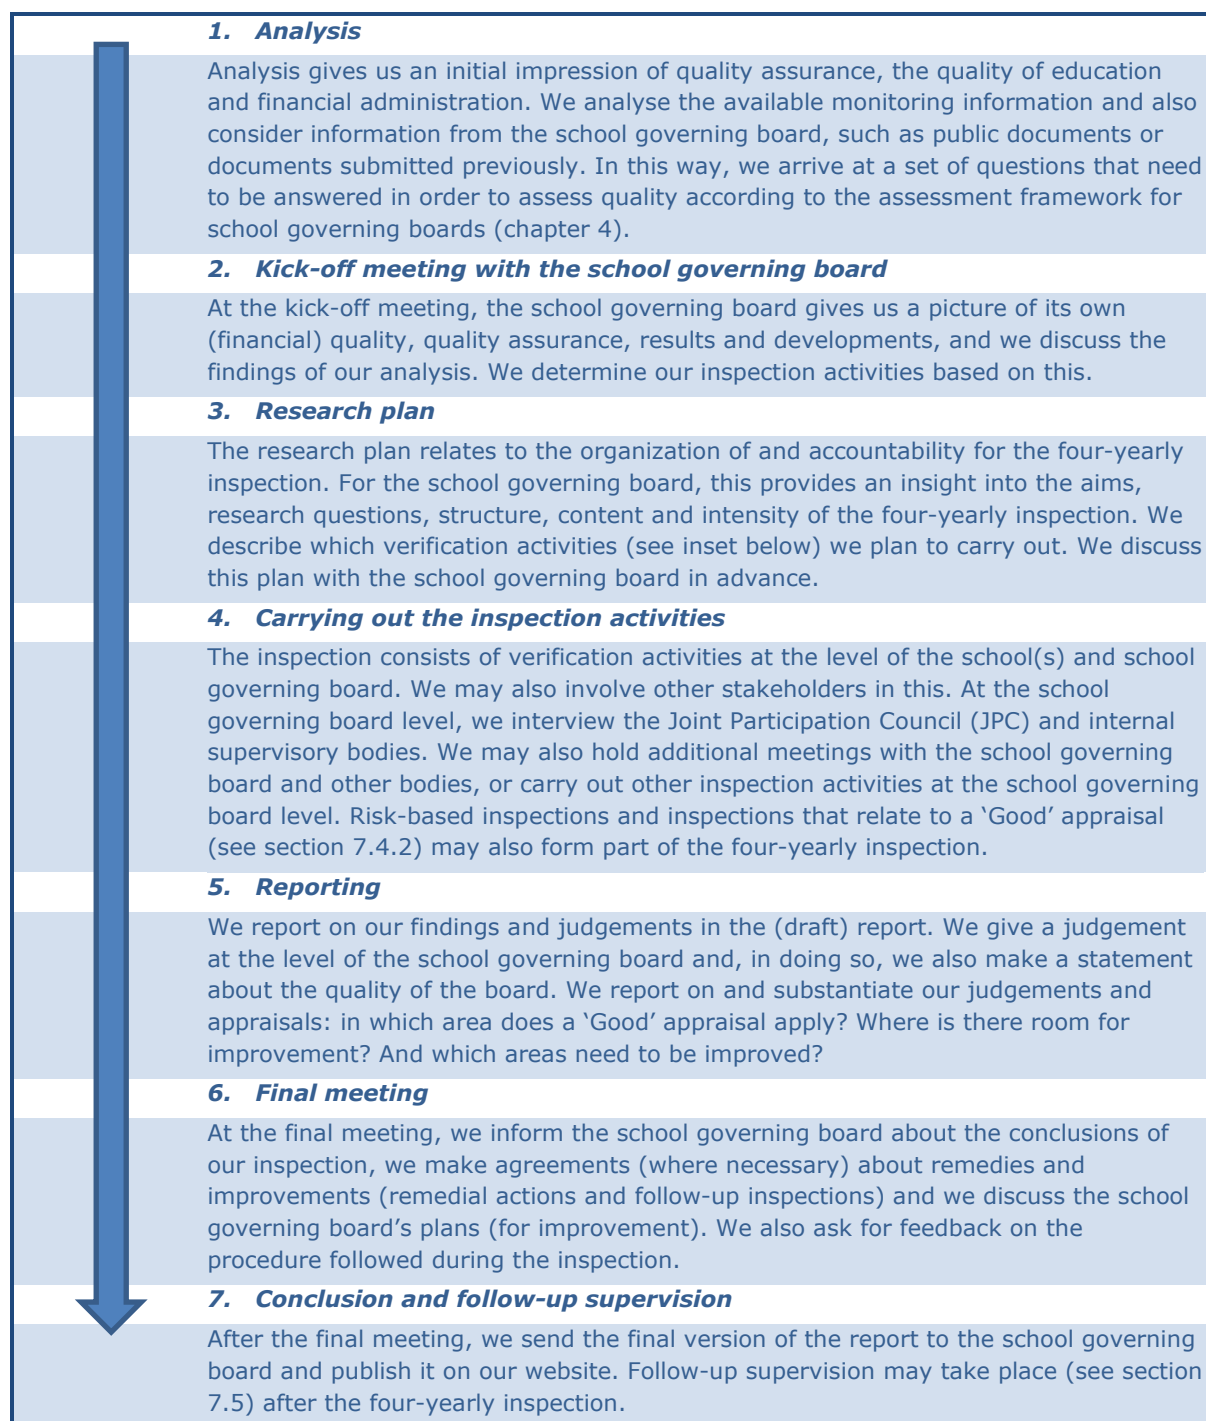 1. Analysis
Analysis gives us an initial impression of quality assurance, the quality of education
and financial administration. We analyse the available monitoring information and also
consider information from the school governing board, such as public documents or
documents submitted previously. In this way, we arrive at a set of questions that need
to be answered in order to assess quality according to the assessment framework for
school governing boards (chapter 4).
2. Kick-off meeting with the school governing board
At the kick-off meeting, the school governing board gives us a picture of its own
(financial) quality, quality assurance, results and developments, and we discuss the
findings of our analysis. We determine our inspection activities based on this.
3. Research plan
The research plan relates to the organization of and accountability for the four-yearly
inspection. For the school governing board, this provides an insight into the aims,
research questions, structure, content and intensity of the four-yearly inspection. We
describe which verification activities (see inset below) we plan to carry out. We discuss
this plan with the school governing board in advance.
4. Carrying out the inspection activities
The inspection consists of verification activities at the level of the school(s) and school
governing board. We may also involve other stakeholders in this. At the school
governing board level, we interview the Joint Participation Council (JPC) and internal
supervisory bodies. We may also hold additional meetings with the school governing
board and other bodies, or carry out other inspection activities at the school governing
board level. Risk-based inspections and inspections that relate to a ‘Good’ appraisal
(see section 7.4.2) may also form part of the four-yearly inspection.
5. Reporting
We report on our findings and judgements in the (draft) report. We give a judgement
at the level of the school governing board and, in doing so, we also make a statement
about the quality of the board. We report on and substantiate our judgements and
appraisals: in which area does a ‘Good’ appraisal apply? Where is there room for
improvement? And which areas need to be improved?
6. Final meeting
At the final meeting, we inform the school governing board about the conclusions of
our inspection, we make agreements (where necessary) about remedies and
improvements (remedial actions and follow-up inspections) and we discuss the school
governing board’s plans (for improvement). We also ask for feedback on the
procedure followed during the inspection.
7. Conclusion and follow-up supervision
After the final meeting, we send the final version of the report to the school governing
board and publish it on our website. Follow-up supervision may take place (see section
7.5) after the four-yearly inspection.